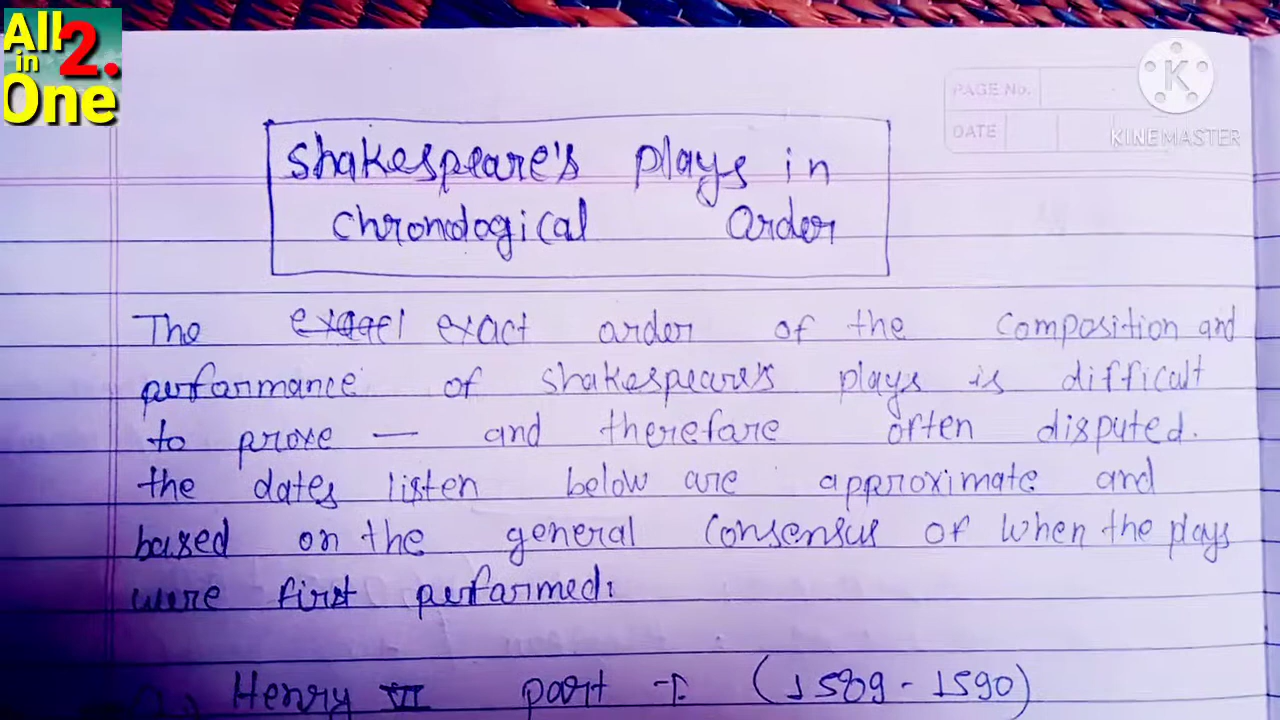 All
in 2.
One
PAGE No.
DATE
KINEMASTER
Shakespeare's plays in
chronological order
The exact order of the composition and
performance of shakespeare's plays is difficult
to prove — and therefore often disputed.
the dates listen below are approximate and
based on the general consensus of when the plays
were first performed:
Henry VI part I (1589-1590)